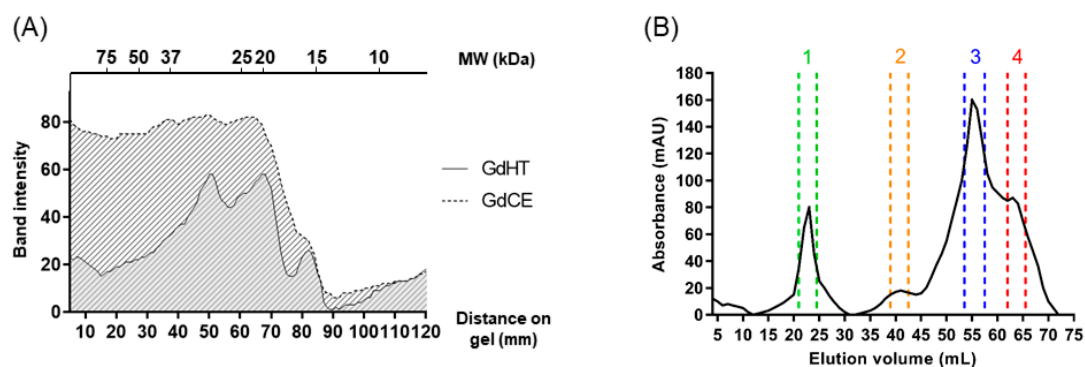 (A)
75 50 37 25 20 15 10 MW (kDa)
80
60
40
20
0
Band intensity
GdHT
GdCE
10 20 30 40 50 60 70 80 90 100 110 120
Distance on
gel (mm)
(B)
1 2 3 4
180
160
140
120
100
80
60
40
20
0
Absorbance (mAU)
5 10 15 20 25 30 35 40 45 50 55 60 65 70 75
Elution volume (mL)